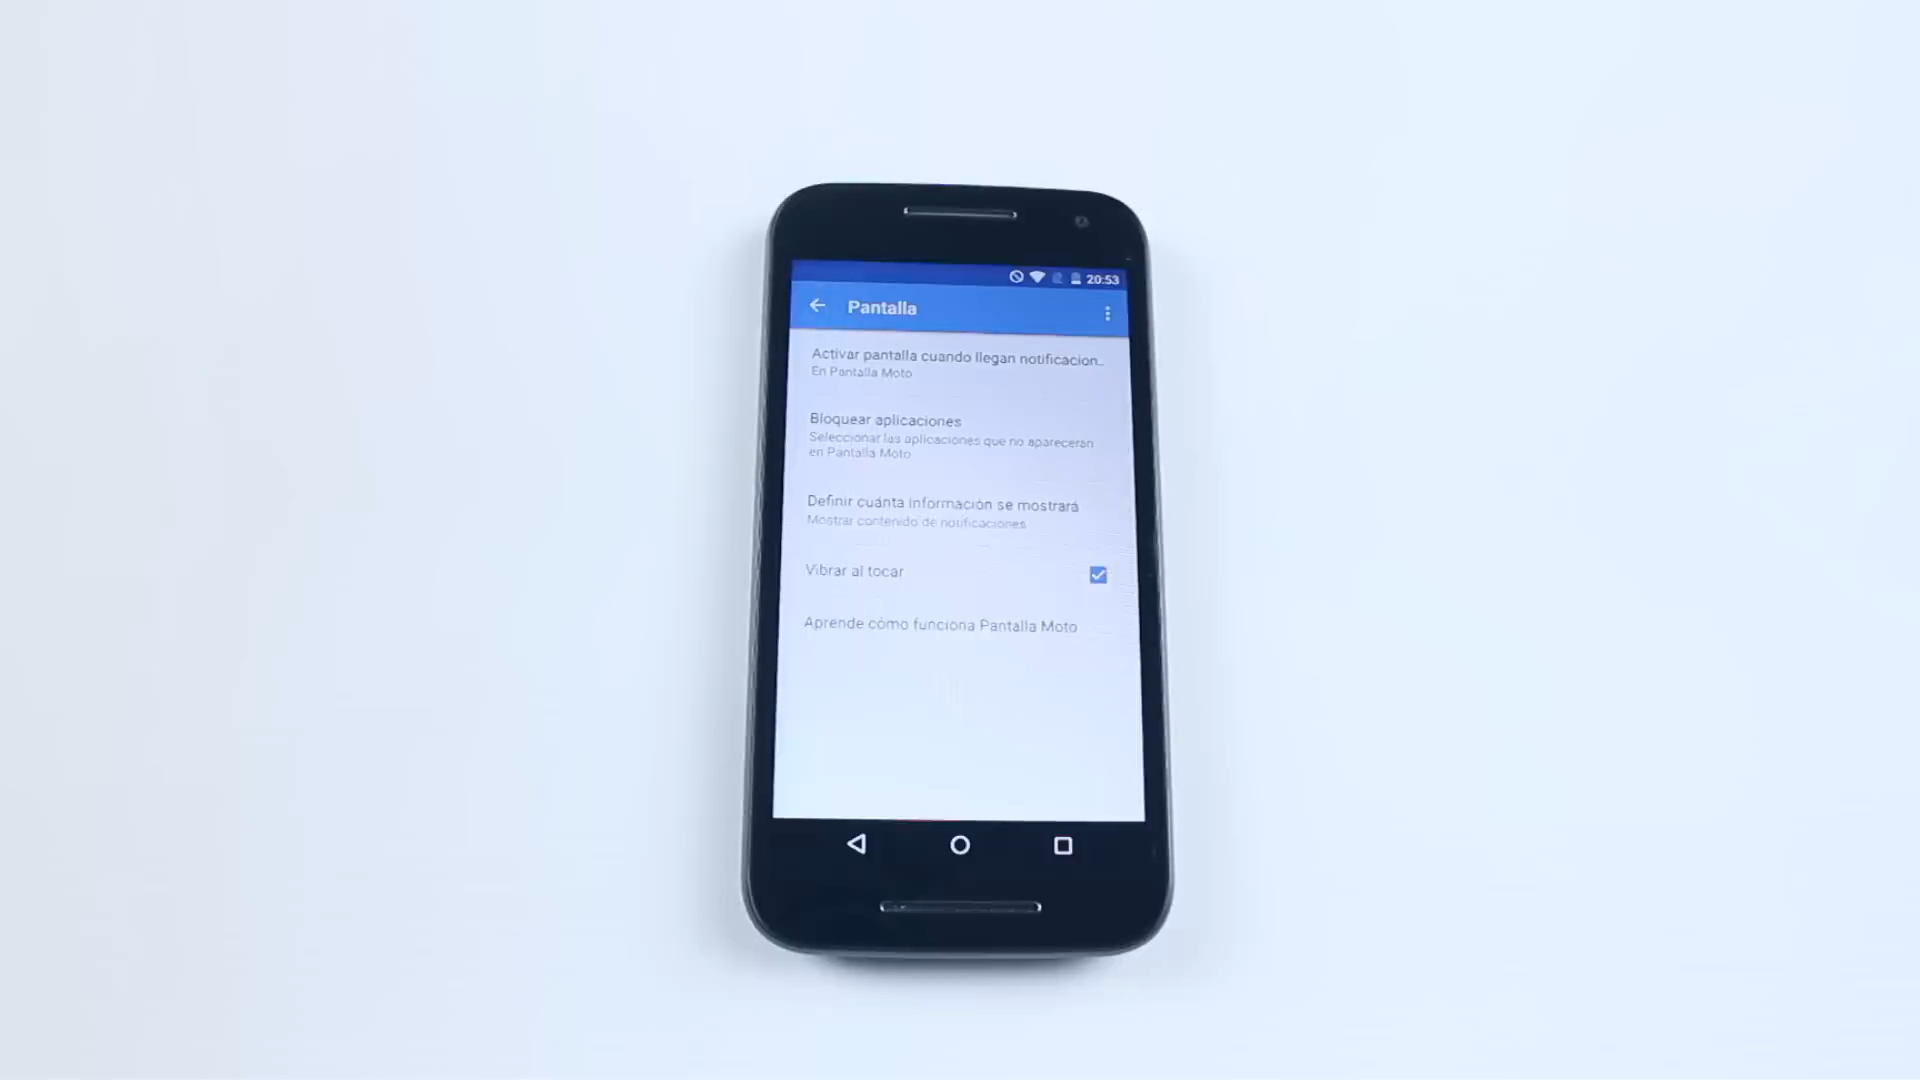 20:53
Pantalla
Activar pantalla cuando llegan notificacion..
En Pantalla Moto
Bloquear aplicaciones
Seleccionar las aplicaciones que no aparecerán
en Pantalla Moto
Definir cuánta información se mostrará
Mostrar contenido de notificaciones
Vibrar al tocar
Aprende cómo funciona Pantalla Moto